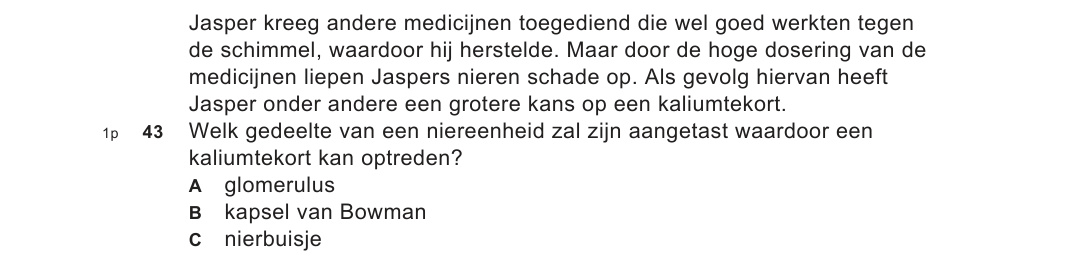 Jasper kreeg andere medicijnen toegediend die wel goed werkten tegen
de schimmel, waardoor hij herstelde. Maar door de hoge dosering van de
medicijnen liepen Jaspers nieren schade op. Als gevolg hiervan heeft
Jasper onder andere een grotere kans op een kaliumtekort.
1p 43 Welk gedeelte van een niereenheid zal zijn aangetast waardoor een
kaliumtekort kan optreden?
A glomerulus
B kapsel van Bowman
C nierbuisje